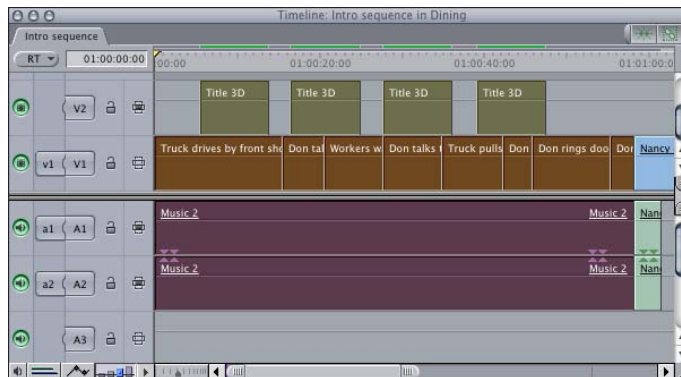 Timeline: Intro sequence in Dining
Intro sequence
RT 01:00:00:00 :00:00 01:00:20:00 01:00:40:00 01:01:00:0
Title 3D Title 3D Title 3D Title 3D
V2
Truck drives by front sho Don tal Workers w Don talks t Truck pulls Don Don rings doo Don Nancy
v1 V1
Music 2 Music 2 Nan
a1 A1
Music 2 Music 2 Nan
a2 A2
A3